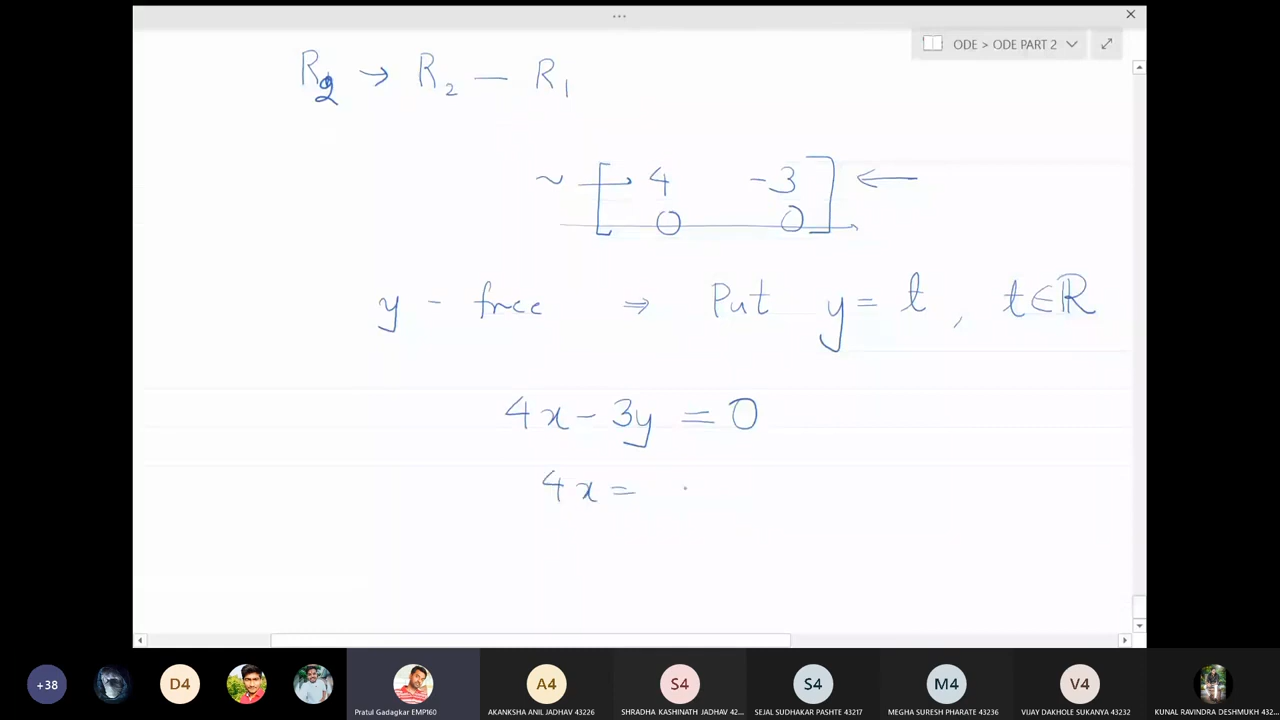 ODE > ODE PART 2
R2 → R2 — R1
~ [ 4 -3 ] ←
[ 0 0 ]
y - free ⇒ Put y = t , t∈ℝ
4x - 3y = 0
4x =
+38
D4
A4
S4
S4
M4
V4
Pratul Gadagkar EMP160
AKANKSHA ANIL JADHAV 43226
SHRADHA KASHINATH JADHAV 42...
SEJAL SUDHAKAR PASHTE 43217
MEGHA SURESH PHARATE 43236
VIJAY DAKHOLE SUKANYA 43232
KUNAL RAVINDRA DESHMUKH 43...